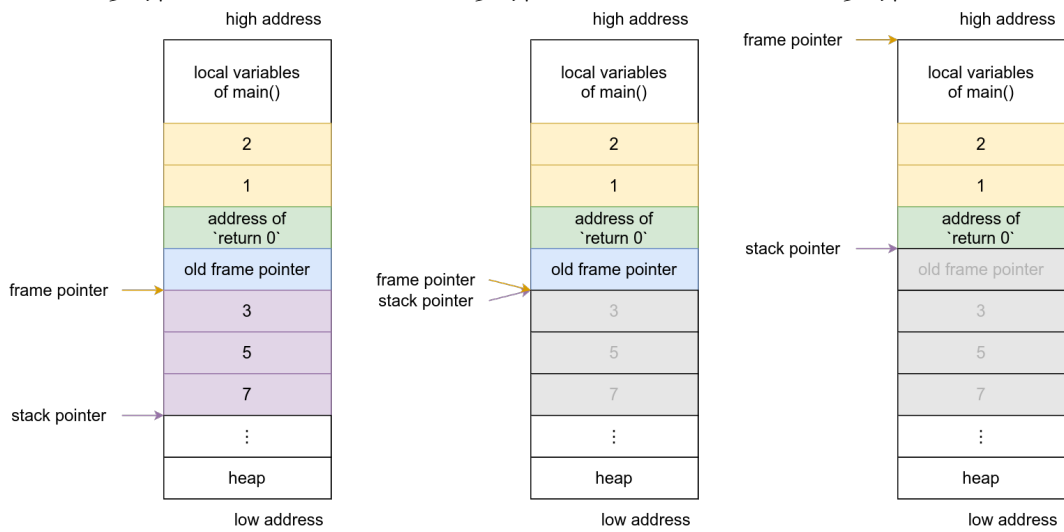 high address
local variables
of main()
2
1
address of
`return 0`
old frame pointer
frame pointer
3
5
7
stack pointer
⋮
heap
low address
high address
local variables
of main()
2
1
address of
`return 0`
old frame pointer
frame pointer
stack pointer
3
5
7
⋮
heap
low address
high address
frame pointer
local variables
of main()
2
1
address of
`return 0`
stack pointer
old frame pointer
3
5
7
⋮
heap
low address